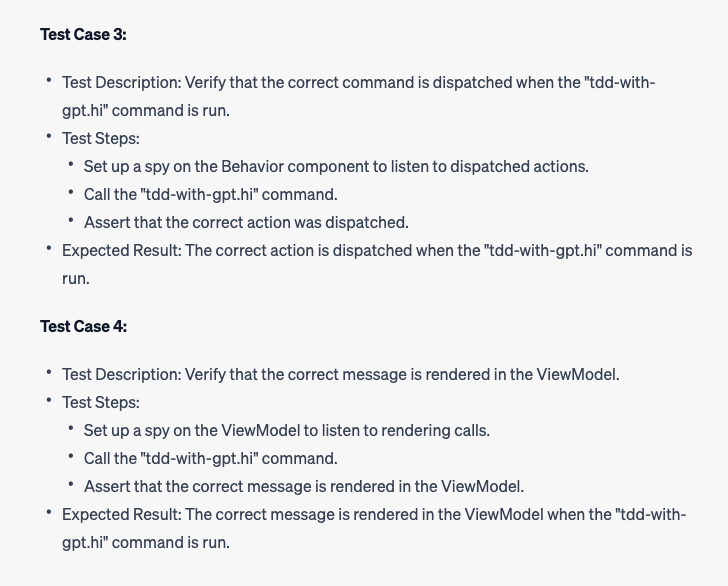 Test Case 3:
• Test Description: Verify that the correct command is dispatched when the "tdd-with-
gpt.hi" command is run.
• Test Steps:
• Set up a spy on the Behavior component to listen to dispatched actions.
• Call the "tdd-with-gpt.hi" command.
• Assert that the correct action was dispatched.
• Expected Result: The correct action is dispatched when the "tdd-with-gpt.hi" command is
run.
Test Case 4:
• Test Description: Verify that the correct message is rendered in the ViewModel.
• Test Steps:
• Set up a spy on the ViewModel to listen to rendering calls.
• Call the "tdd-with-gpt.hi" command.
• Assert that the correct message is rendered in the ViewModel.
• Expected Result: The correct message is rendered in the ViewModel when the "tdd-with-
gpt.hi" command is run.